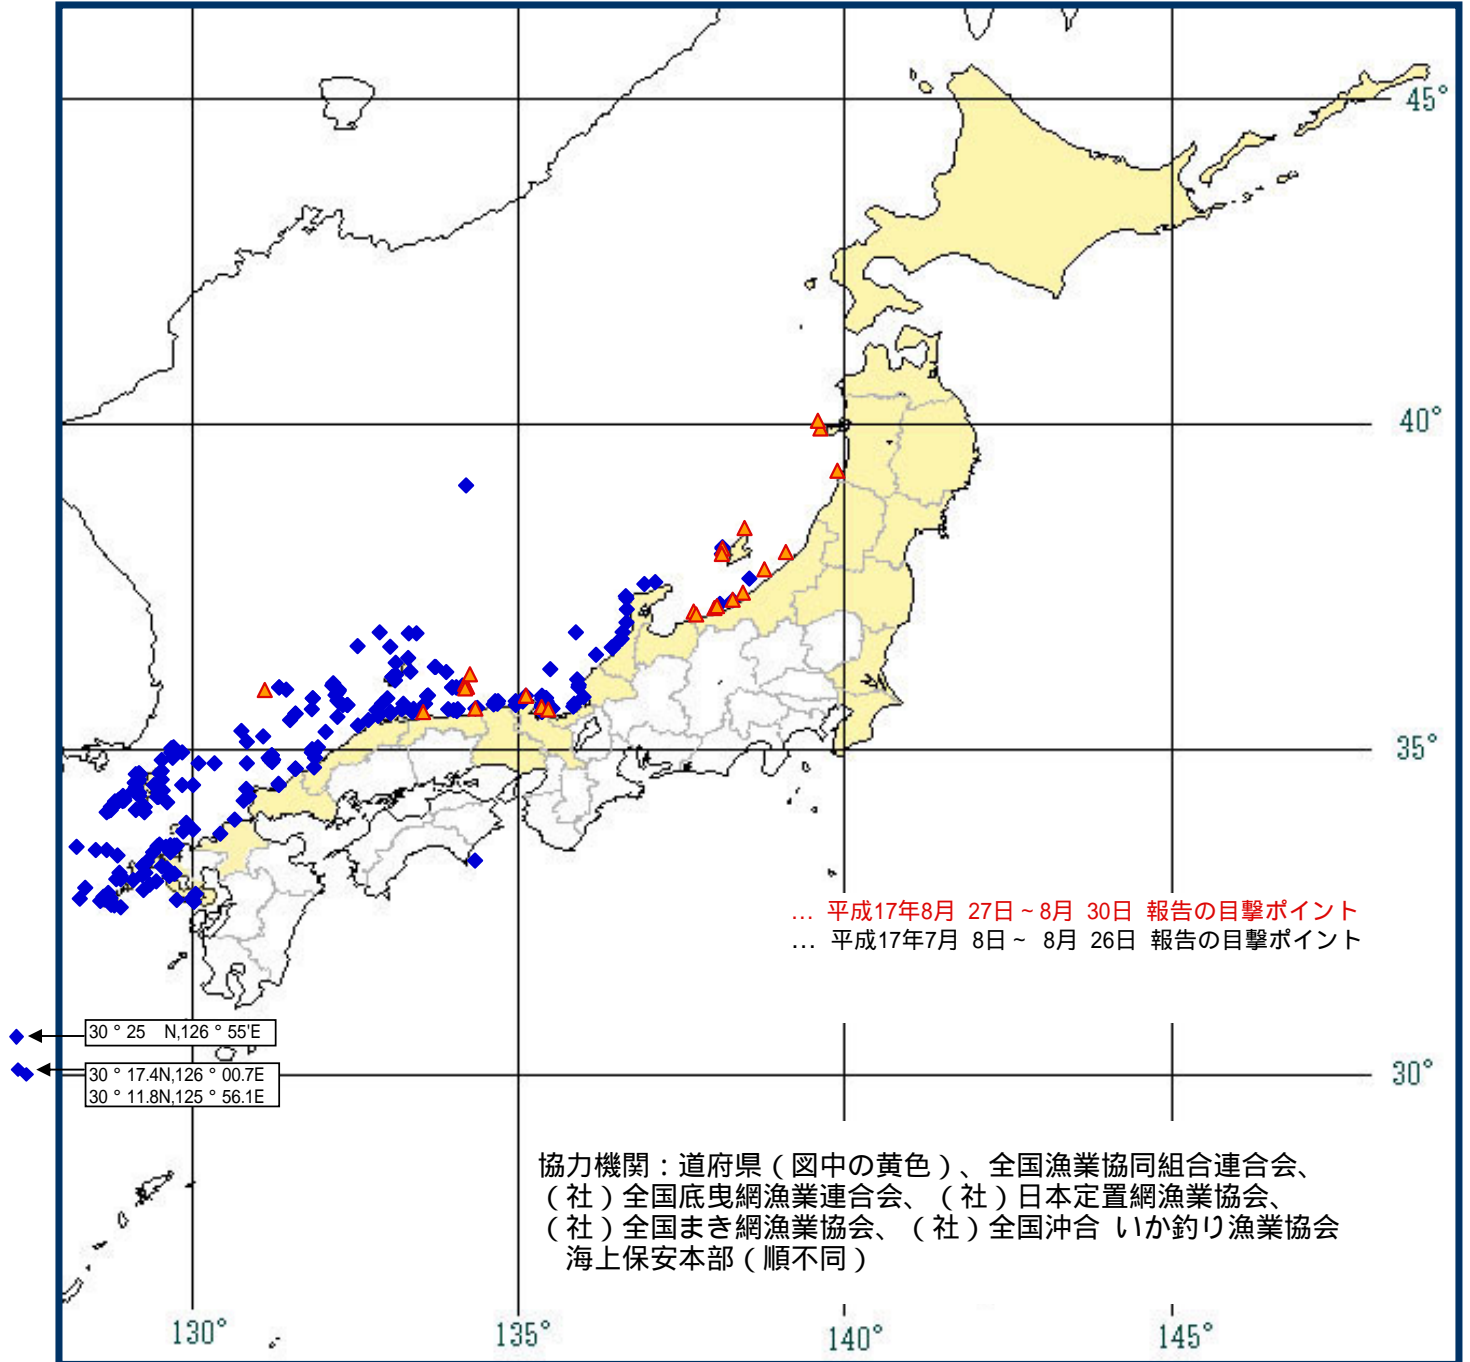 45°
40°
35°
… 平成17年8月 27日~8月 30日 報告の目撃ポイント
… 平成17年7月 8日~ 8月 26日 報告の目撃ポイント
30 ° 25 N,126 ° 55'E
30 ° 17.4N,126 ° 00.7E
30 ° 11.8N,125 ° 56.1E
30°
協力機関:道府県(図中の黄色)、全国漁業協同組合連合会、
(社)全国底曳網漁業連合会、(社)日本定置網漁業協会、
(社)全国まき網漁業協会、(社)全国沖合 いか釣り漁業協会
海上保安本部(順不同)
130° 135° 140° 145°